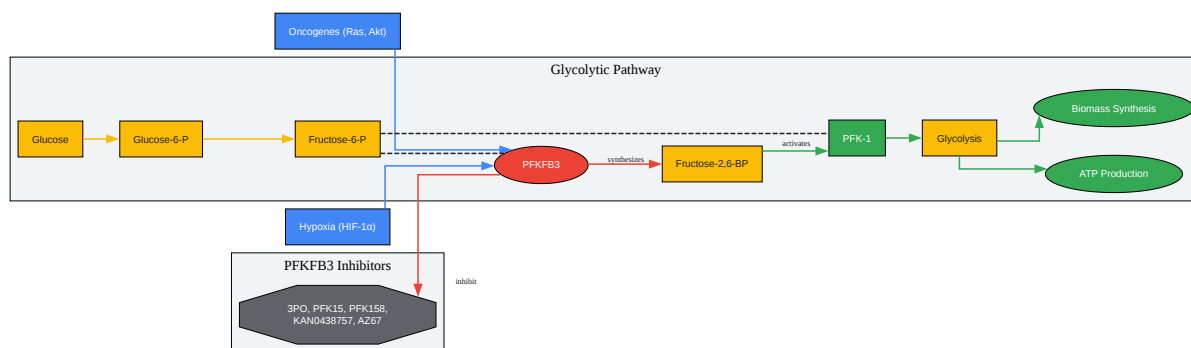 Oncogenes (Ras, Akt)
Glycolytic Pathway
Glucose
Glucose-6-P
Fructose-6-P
PFKFB3
synthesizes
Fructose-2,6-BP
activates
PFK-1
Glycolysis
Biomass Synthesis
ATP Production
Hypoxia (HIF-1α)
PFKFB3 Inhibitors
inhibit
3PO, PFK15, PFK158,
KAN0438757, AZ67